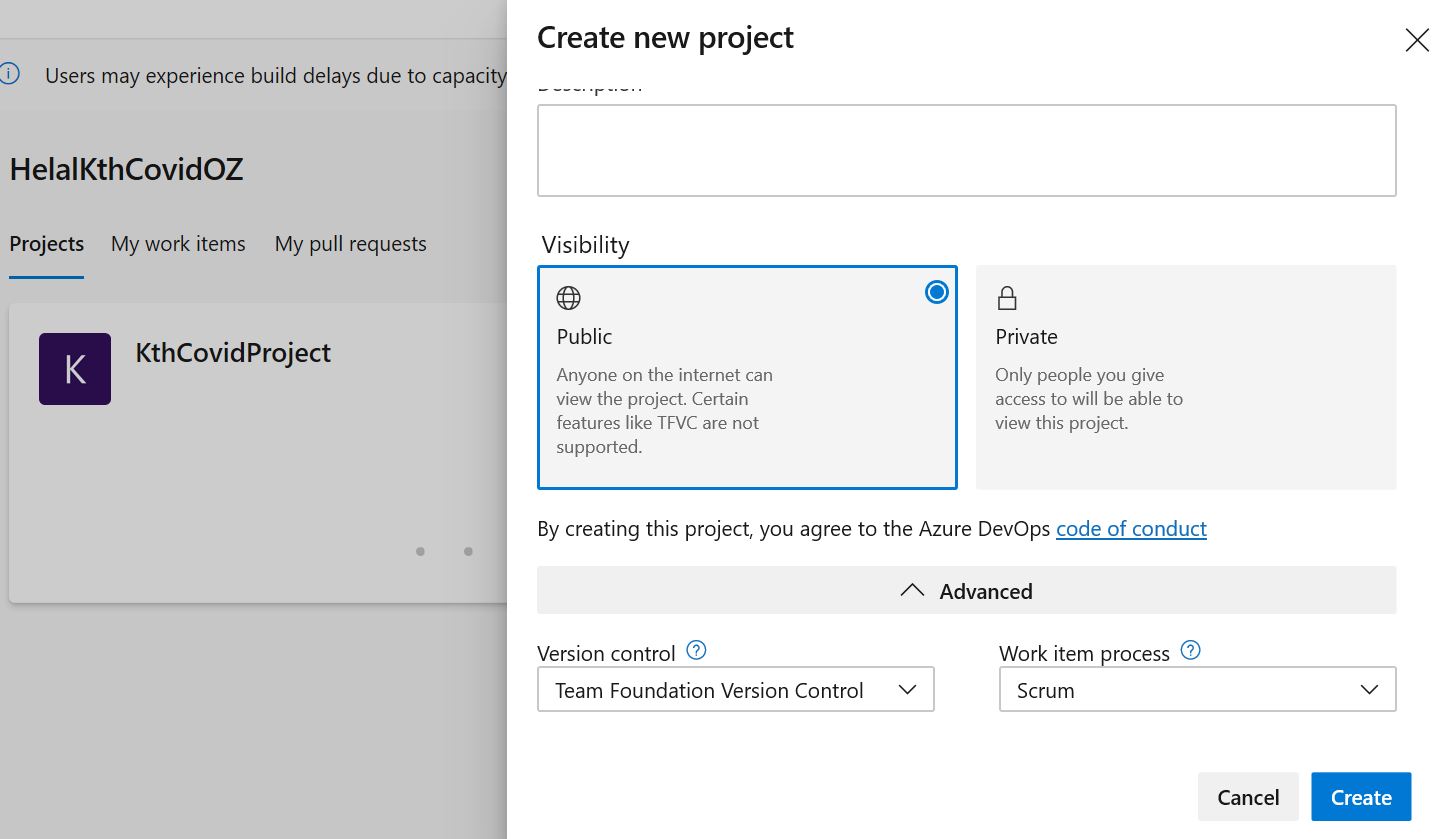 Create new project
Users may experience build delays due to capacity
Description
HelalKthCovidOZ
Projects
My work items
My pull requests
K
KthCovidProject
Visibility
Public
Anyone on the internet can
view the project. Certain
features like TFVC are not
supported.
Private
Only people you give
access to will be able to
view this project.
By creating this project, you agree to the Azure DevOps code of conduct
Advanced
Version control
Team Foundation Version Control
Work item process
Scrum
Cancel
Create